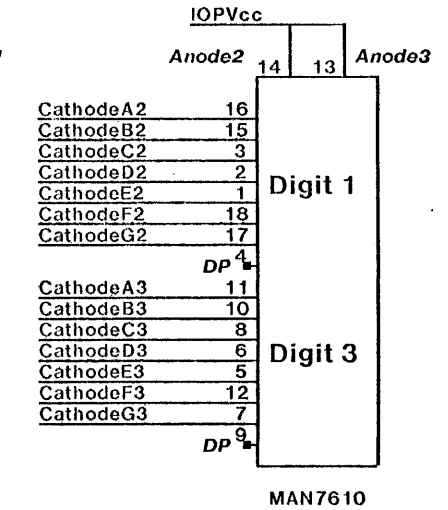 IOPVcc
Anode2 14 13 Anode3
CathodeA2 16
CathodeB2 15
CathodeC2 3
CathodeD2 2
CathodeE2 1
CathodeF2 18
CathodeG2 17
DP 4
Digit 1
CathodeA3 11
CathodeB3 10
CathodeC3 8
CathodeD3 6
CathodeE3 5
CathodeF3 12
CathodeG3 7
DP 9
Digit 3
MAN7610